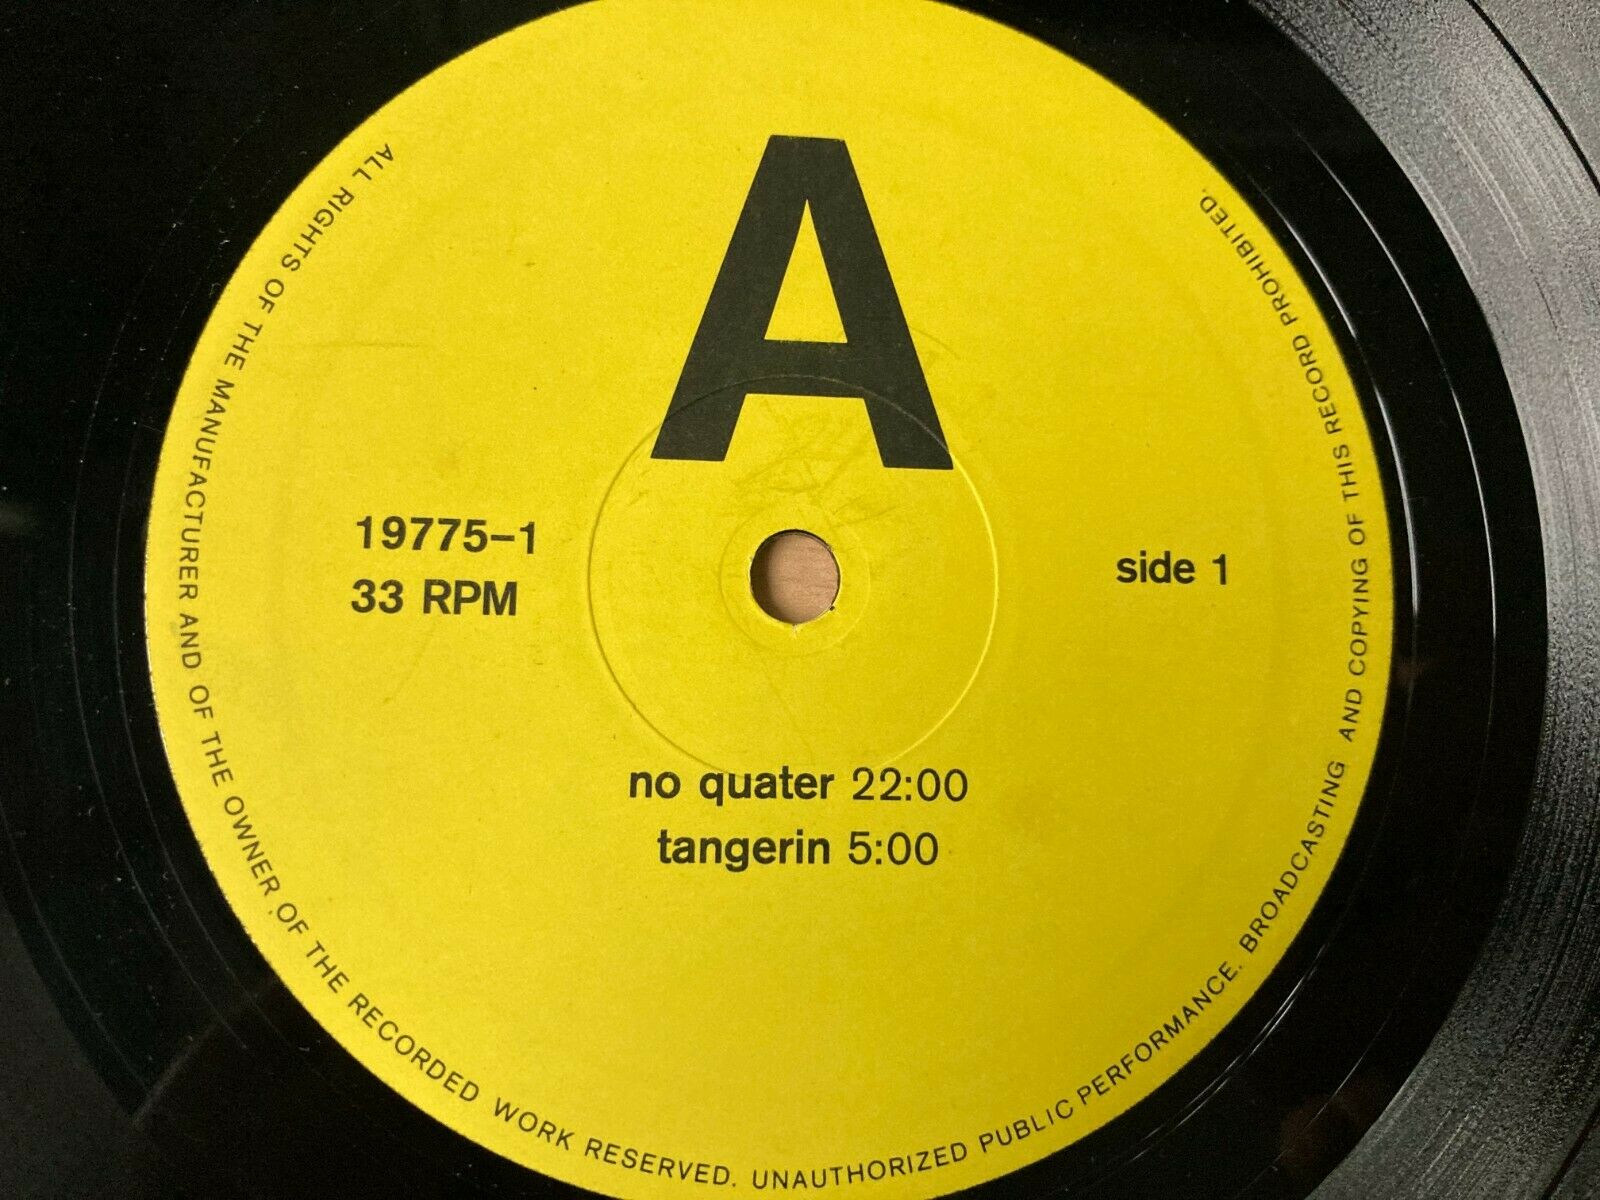 A
19775-1
33 RPM
side 1
no quater 22:00
tangerin 5:00
ALL RIGHTS OF THE MANUFACTURER AND OF THE OWNER OF THE RECORDED WORK RESERVED. UNAUTHORIZED PUBLIC PERFORMANCE. BROADCASTING AND COPYING OF THIS RECORD PROHIBITED.